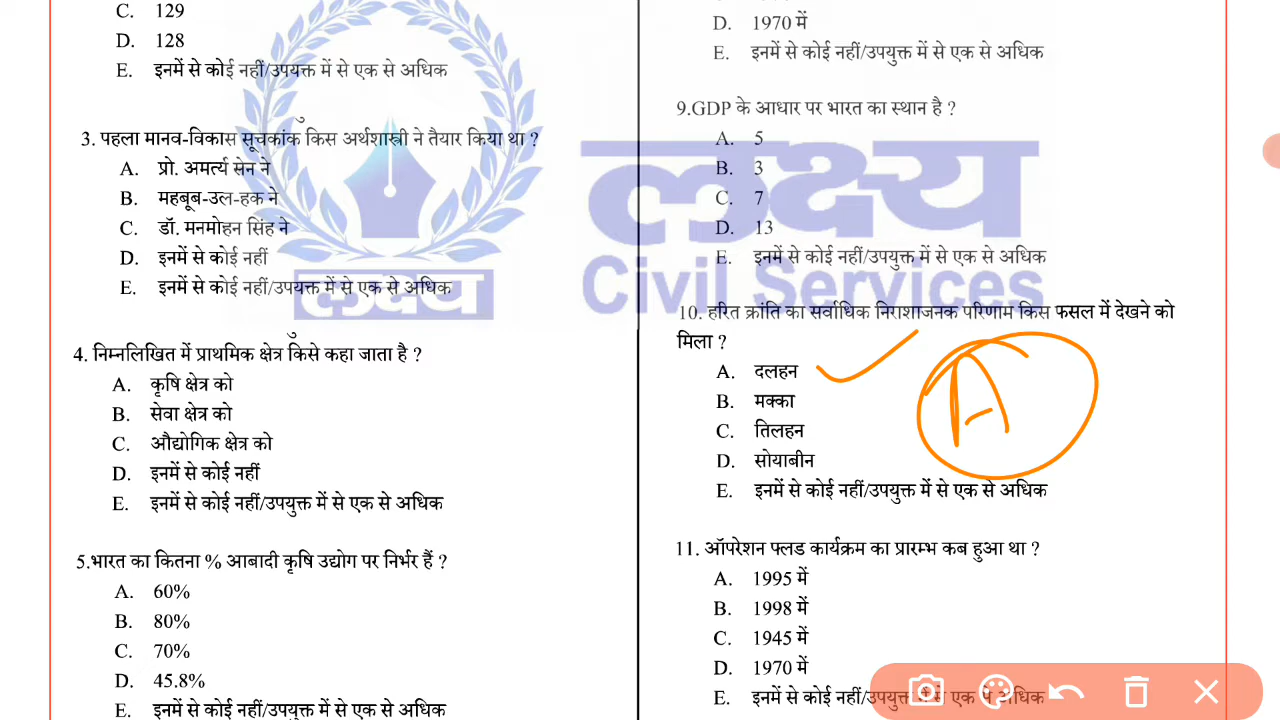 C. 129
D. 128
E. इनमें से कोई नहीं/उपयक्त में से एक से अधिक
3. पहला मानव-विकास सूचकांक किस अर्थशास्त्री ने तैयार किया था ?
A. प्रो. अमर्त्य सेन ने
B. महबूब-उल-हक ने
C. डॉ. मनमोहन सिंह ने
D. इनमें से कोई नहीं
E. इनमें से कोई नहीं/उपयक्त में से एक से अधिक
लक्ष्य
4. निम्नलिखित में प्राथमिक क्षेत्र किसे कहा जाता है ?
A. कृषि क्षेत्र को
B. सेवा क्षेत्र को
C. औद्योगिक क्षेत्र को
D. इनमें से कोई नहीं
E. इनमें से कोई नहीं/उपयुक्त में से एक से अधिक
5.भारत का कितना % आबादी कृषि उद्योग पर निर्भर हैं ?
A. 60%
B. 80%
C. 70%
D. 45.8%
E. इनमें से कोई नहीं/उपयुक्त में से एक से अधिक
D. 1970 में
E. इनमें से कोई नहीं/उपयुक्त में से एक से अधिक
9.GDP के आधार पर भारत का स्थान है ?
A. 5
B. 3
C. 7
D. 13
E. इनमें से कोई नहीं/उपयुक्त में से एक से अधिक
लक्ष्य
Civil Services
10. हरित क्रांति का सर्वाधिक निराशाजनक परिणाम किस फसल में देखने को
मिला ?
A. दलहन
B. मक्का
C. तिलहन
D. सोयाबीन
E. इनमें से कोई नहीं/उपयुक्त में से एक से अधिक
A
11. ऑपरेशन फ्लड कार्यक्रम का प्रारम्भ कब हुआ था ?
A. 1995 में
B. 1998 में
C. 1945 में
D. 1970 में
E. इनमें से कोई नहीं/उपयुक्त में से एक से अधिक